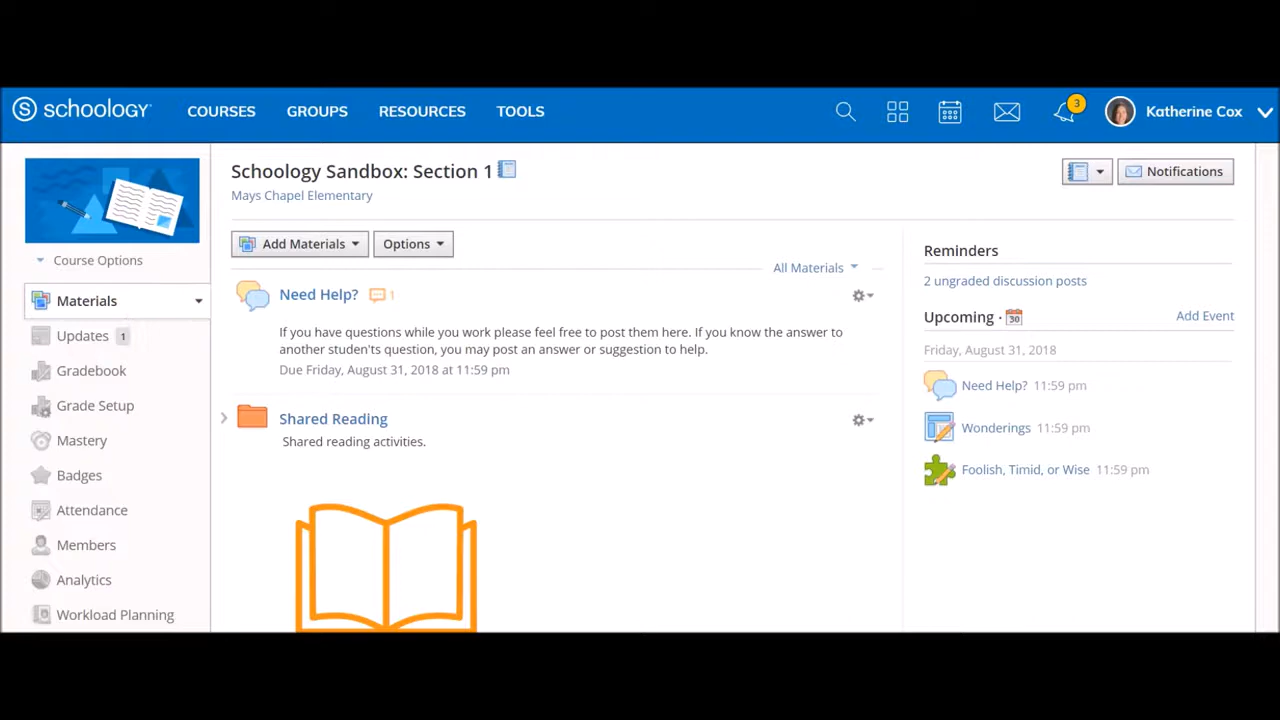 schoology
COURSES
GROUPS
RESOURCES
TOOLS
3
Katherine Cox
Schoology Sandbox: Section 1
Mays Chapel Elementary
Notifications
Course Options
Materials
Updates 1
Gradebook
Grade Setup
Mastery
Badges
Attendance
Members
Analytics
Workload Planning
Add Materials
Options
All Materials
Need Help? 1
If you have questions while you work please feel free to post them here. If you know the answer to
another studen'ts question, you may post an answer or suggestion to help.
Due Friday, August 31, 2018 at 11:59 pm
Shared Reading
Shared reading activities.
Reminders
2 ungraded discussion posts
Upcoming · 30
Add Event
Friday, August 31, 2018
Need Help? 11:59 pm
Wonderings 11:59 pm
Foolish, Timid, or Wise 11:59 pm